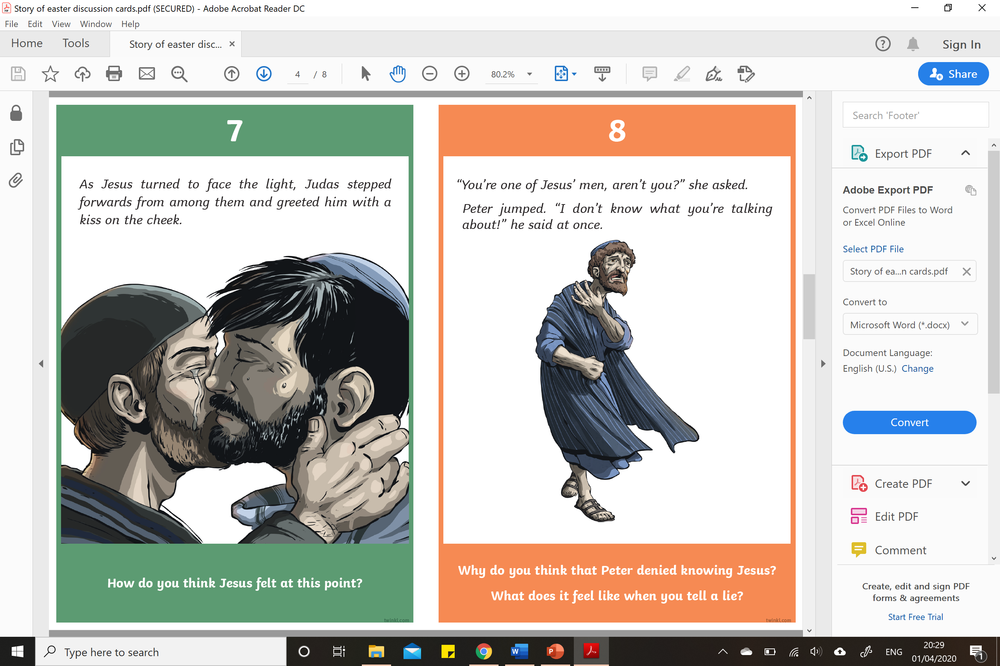 Story of easter discussion cards.pdf (SECURED) - Adobe Acrobat Reader DC
File Edit View Window Help
Home Tools Story of easter disc... Sign In
4 / 8 80.2% Share
7
As Jesus turned to face the light, Judas stepped
forwards from among them and greeted him with a
kiss on the cheek.
How do you think Jesus felt at this point?
twinkl.com
8
“You’re one of Jesus’ men, aren’t you?” she asked.
Peter jumped. “I don’t know what you’re talking
about!” he said at once.
Why do you think that Peter denied knowing Jesus?
What does it feel like when you tell a lie?
twinkl.com
Search 'Footer'
Export PDF
Adobe Export PDF
Convert PDF Files to Word
or Excel Online
Select PDF File
Story of ea...n cards.pdf
Convert to
Microsoft Word (*.docx)
Document Language:
English (U.S.) Change
Convert
Create PDF
Edit PDF
Comment
Create, edit and sign PDF
forms & agreements
Start Free Trial
Type here to search
ENG
20:29
01/04/2020
1